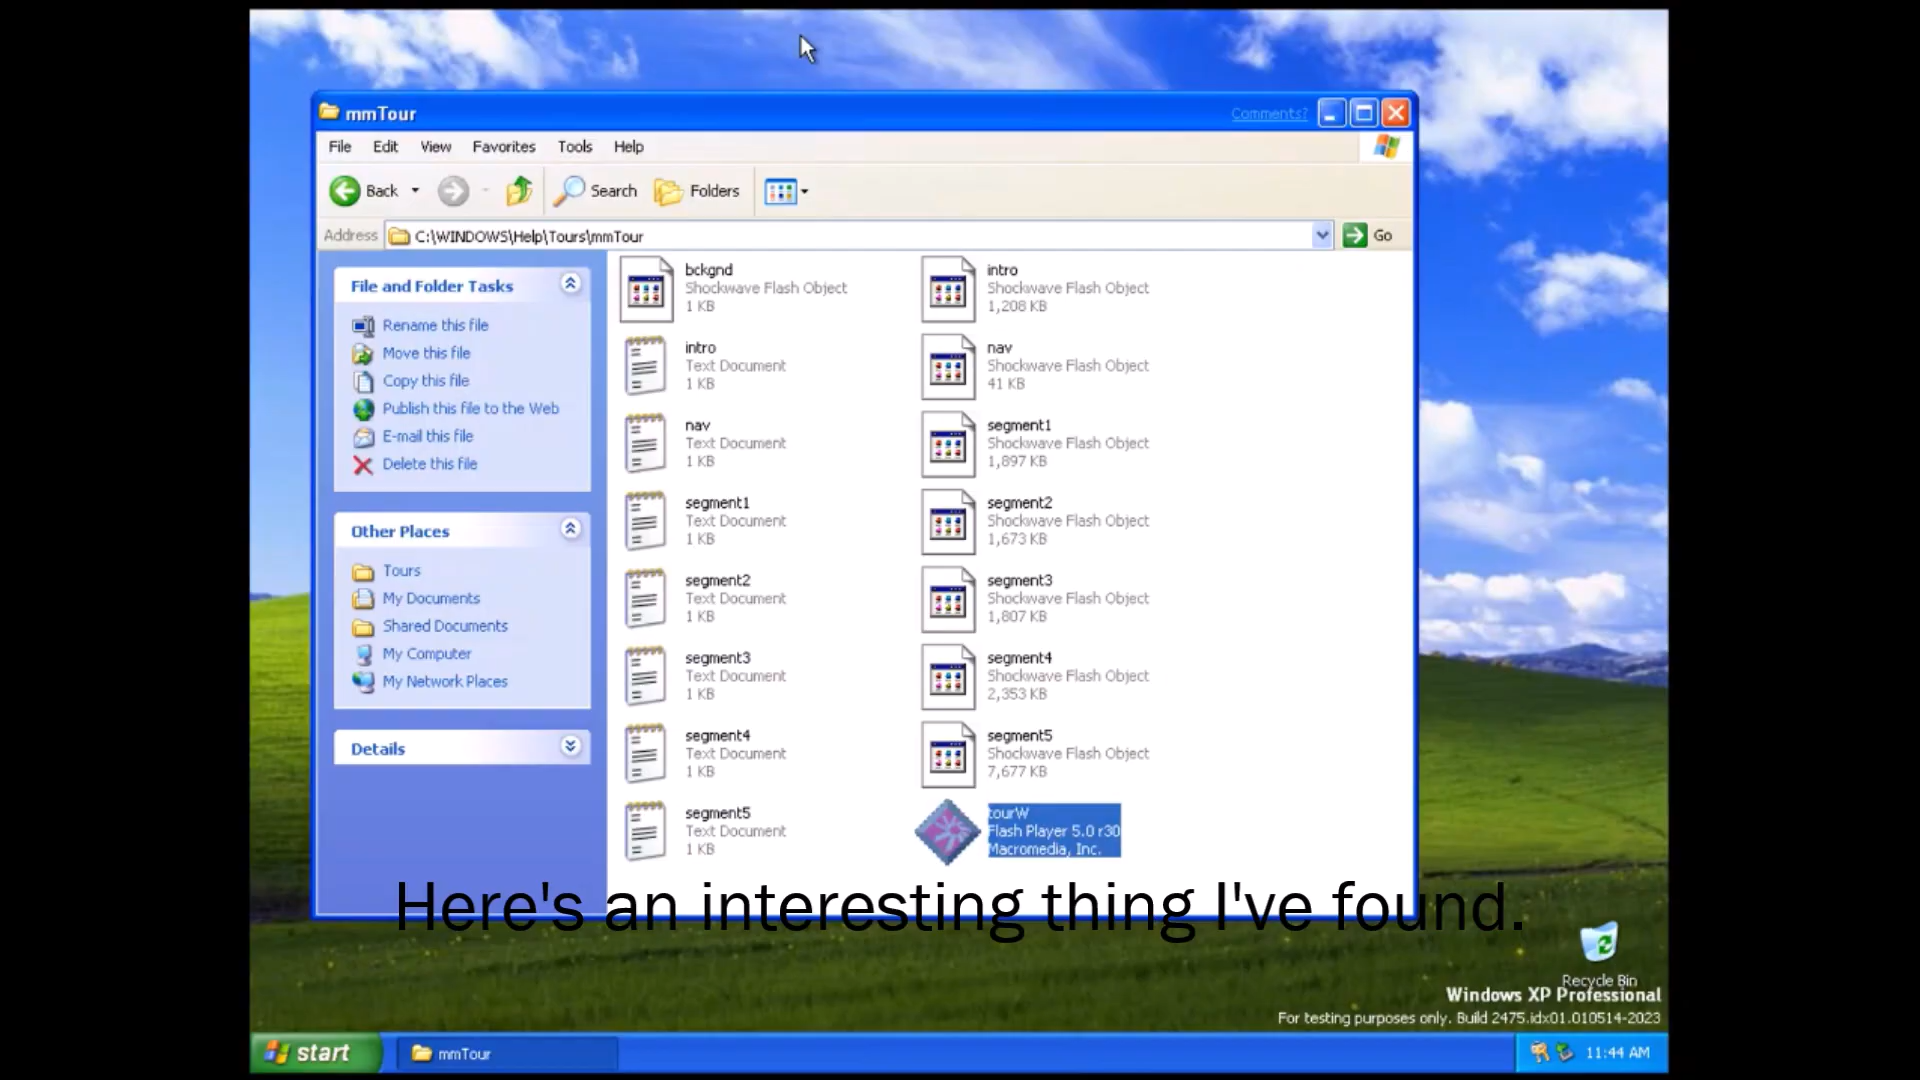 mmTour
Comments?
File Edit View Favorites Tools Help
Back Search Folders
Address C:\WINDOWS\Help\Tours\mmTour Go
File and Folder Tasks
Rename this file
Move this file
Copy this file
Publish this file to the Web
E-mail this file
Delete this file
Other Places
Tours
My Documents
Shared Documents
My Computer
My Network Places
Details
bckgnd
Shockwave Flash Object
1 KB
intro
Text Document
1 KB
nav
Text Document
1 KB
segment1
Text Document
1 KB
segment2
Text Document
1 KB
segment3
Text Document
1 KB
segment4
Text Document
1 KB
segment5
Text Document
1 KB
intro
Shockwave Flash Object
1,208 KB
nav
Shockwave Flash Object
41 KB
segment1
Shockwave Flash Object
1,897 KB
segment2
Shockwave Flash Object
1,673 KB
segment3
Shockwave Flash Object
1,807 KB
segment4
Shockwave Flash Object
2,353 KB
segment5
Shockwave Flash Object
7,677 KB
tourW
Flash Player 5.0 r30
Macromedia, Inc.
Here's an interesting thing I've found.
Recycle Bin
Windows XP Professional
For testing purposes only. Build 2475.idx01.010514-2023
start mmTour 11:44 AM